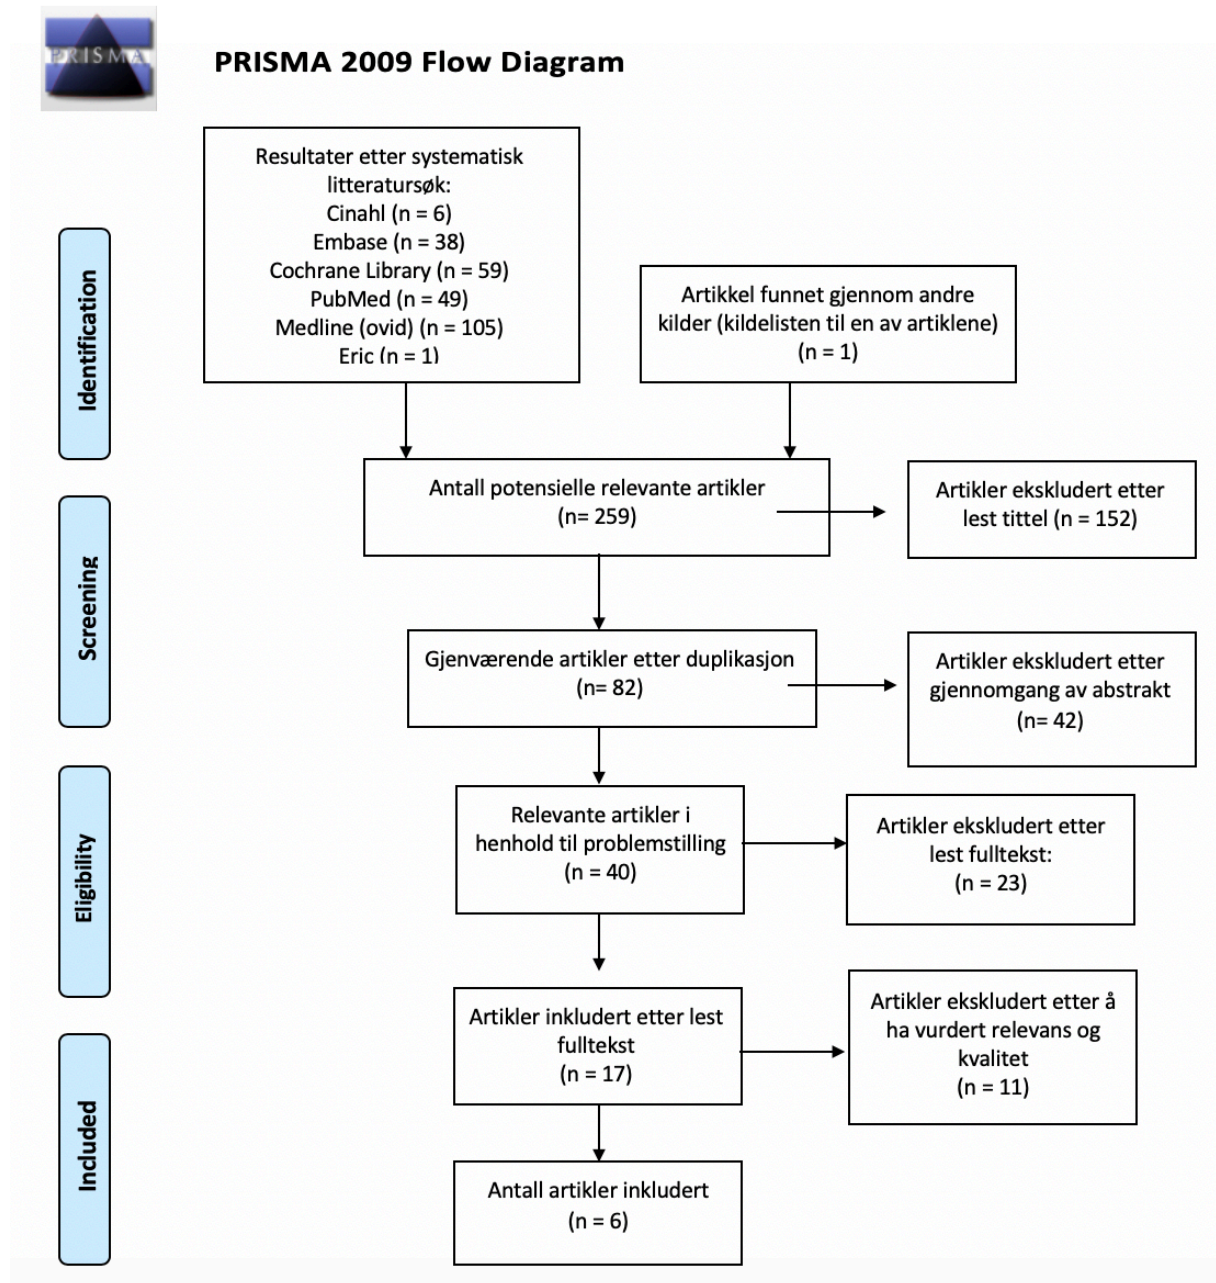 PRISMA
PRISMA 2009 Flow Diagram
Resultater etter systematisk
litteratursøk:
Cinahl (n = 6)
Embase (n = 38)
Cochrane Library (n = 59)
PubMed (n = 49)
Medline (ovid) (n = 105)
Eric (n = 1)
Artikkel funnet gjennom andre
kilder (kildelisten til en av artiklene)
(n = 1)
Identification
Antall potensielle relevante artikler
(n= 259)
Artikler ekskludert etter
lest tittel (n = 152)
Screening
Gjenværende artikler etter duplikasjon
(n= 82)
Artikler ekskludert etter
gjennomgang av abstrakt
(n= 42)
Eligibility
Relevante artikler i
henhold til problemstilling
(n = 40)
Artikler ekskludert etter
lest fulltekst:
(n = 23)
Artikler inkludert etter lest
fulltekst
(n = 17)
Artikler ekskludert etter å
ha vurdert relevans og
kvalitet
(n = 11)
Included
Antall artikler inkludert
(n = 6)